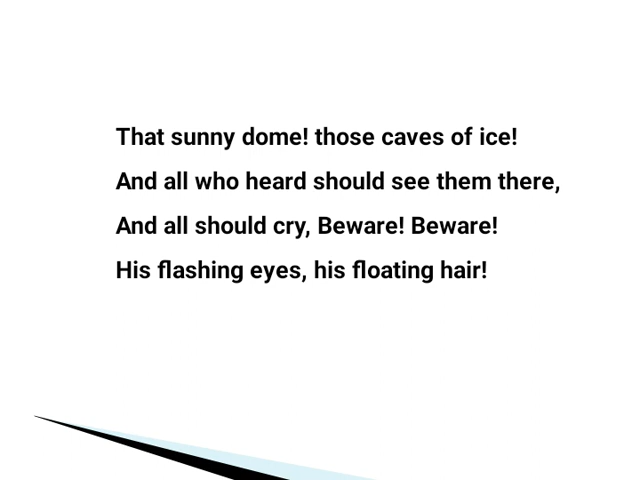 That sunny dome! those caves of ice!
And all who heard should see them there,
And all should cry, Beware! Beware!
His flashing eyes, his floating hair!